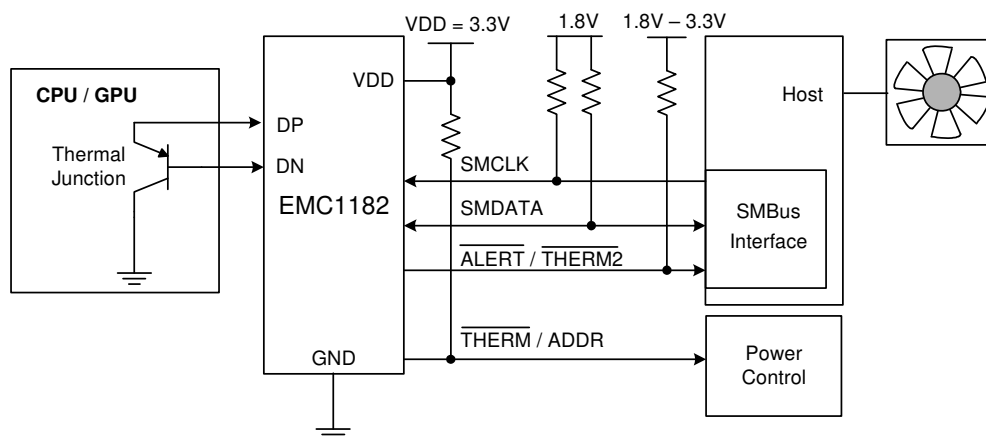 VDD = 3.3V
1.8V
1.8V – 3.3V
CPU / GPU
VDD
Host
DP
Thermal
Junction
DN
SMCLK
EMC1182
SMDATA
SMBus
Interface
ALERT / THERM2
THERM / ADDR
GND
Power
Control